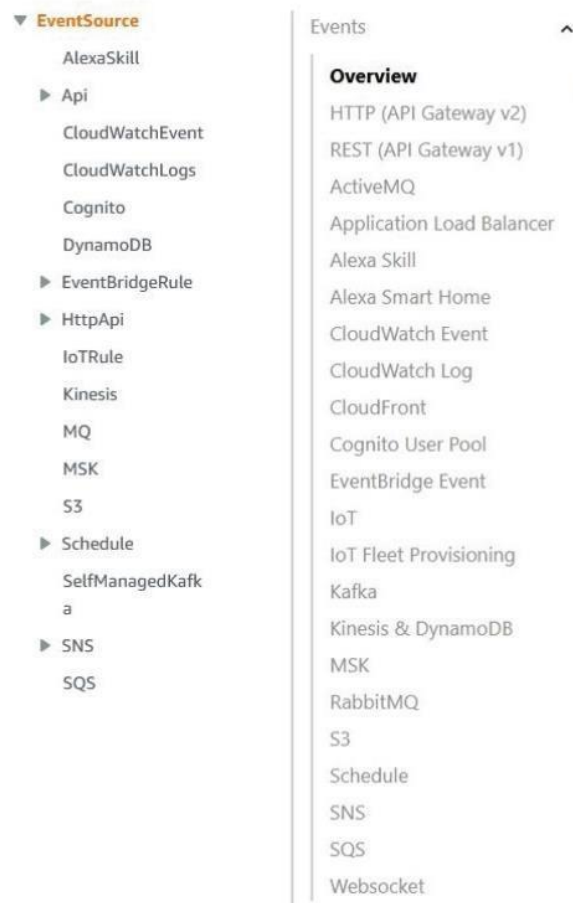 EventSource
AlexaSkill
Api
CloudWatchEvent
CloudWatchLogs
Cognito
DynamoDB
EventBridgeRule
HttpApi
IoTRule
Kinesis
MQ
MSK
S3
Schedule
SelfManagedKafk
a
SNS
SQS
Events
Overview
HTTP (API Gateway v2)
REST (API Gateway v1)
ActiveMQ
Application Load Balancer
Alexa Skill
Alexa Smart Home
CloudWatch Event
CloudWatch Log
CloudFront
Cognito User Pool
EventBridge Event
IoT
IoT Fleet Provisioning
Kafka
Kinesis & DynamoDB
MSK
RabbitMQ
S3
Schedule
SNS
SQS
Websocket